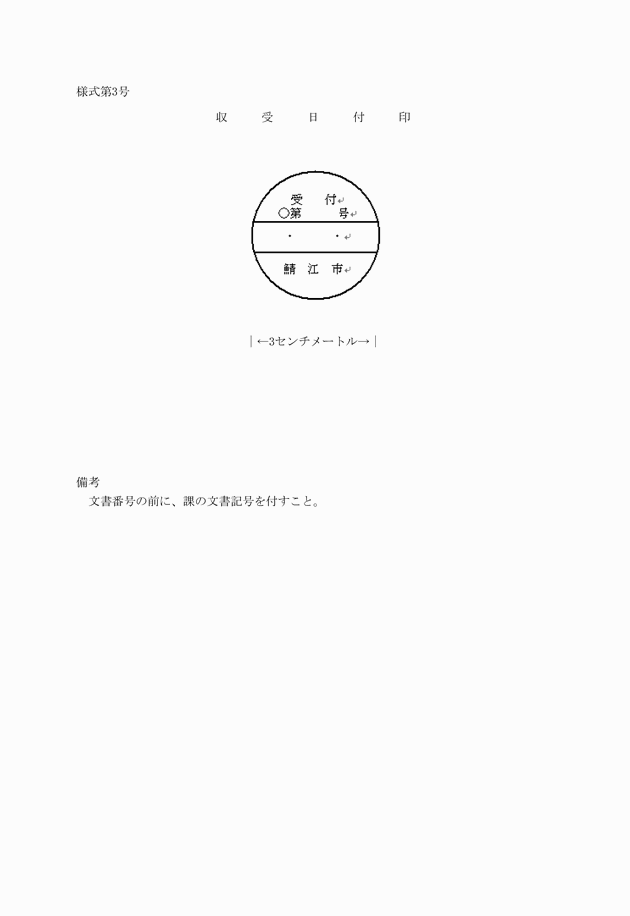 様式第3号
収　受　日　付　印
受　付↵
○第　　号↵
・　　・↵
鯖　江　市↵
|←3センチメートル→|
備考
文書番号の前に、課の文書記号を付すこと。